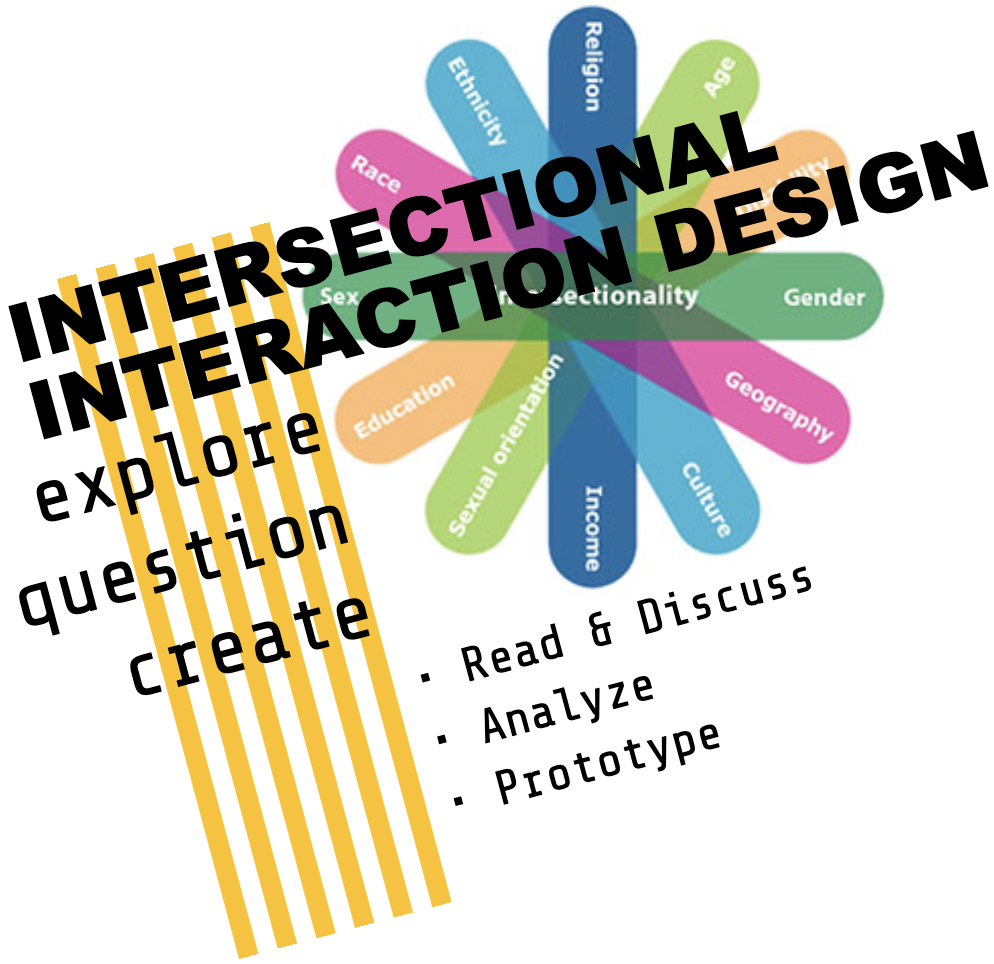 Religion
Age
Ethnicity
Race
Disability
INTERSECTIONAL
INTERACTION DESIGN
Sex
Intersectionality
Gender
Education
Sexual orientation
Income
Culture
Geography
explore
question
create
. Read & Discuss
. Analyze
. Prototype